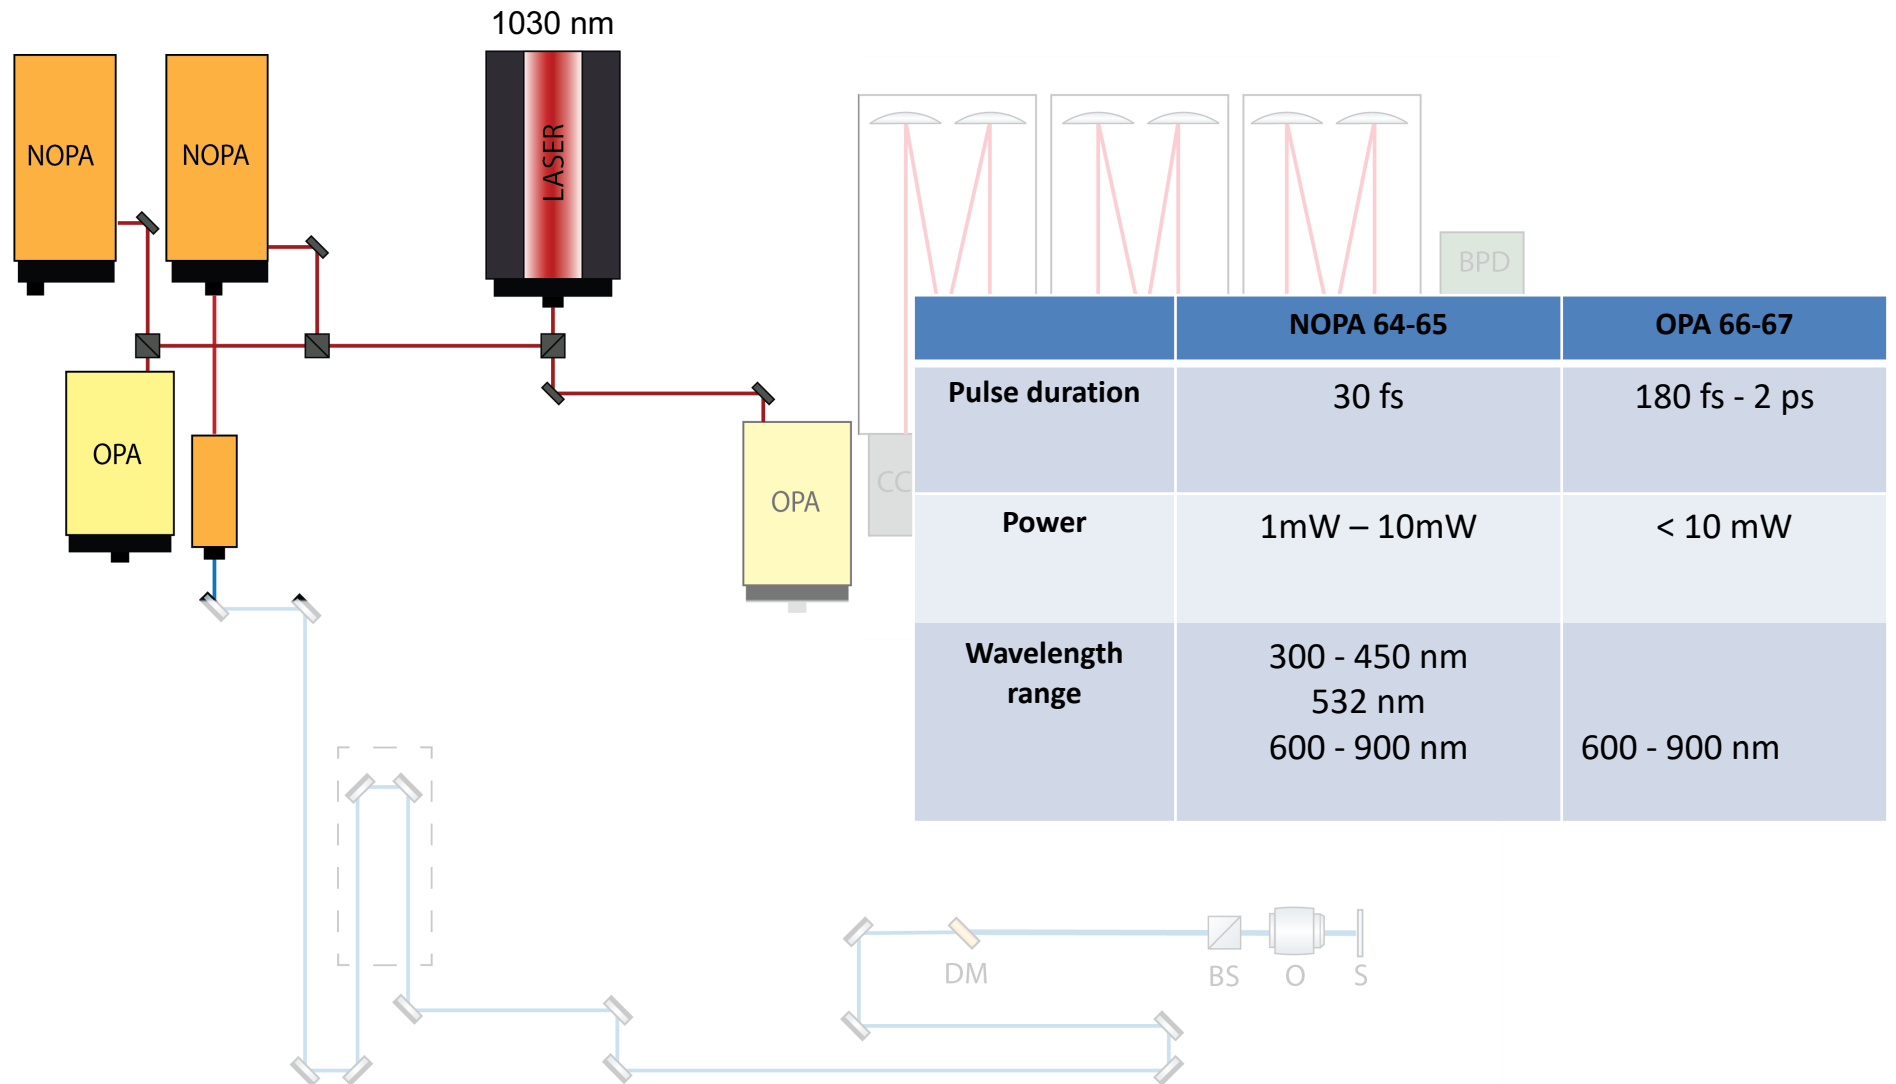 1030 nm
NOPA
NOPA
LASER
BPD
OPA
OPA
CC
NOPA 64-65
OPA 66-67
Pulse duration
30 fs
180 fs - 2 ps
Power
1mW – 10mW
< 10 mW
Wavelength
range
300 - 450 nm
532 nm
600 - 900 nm
600 - 900 nm
DM
BS
O
S